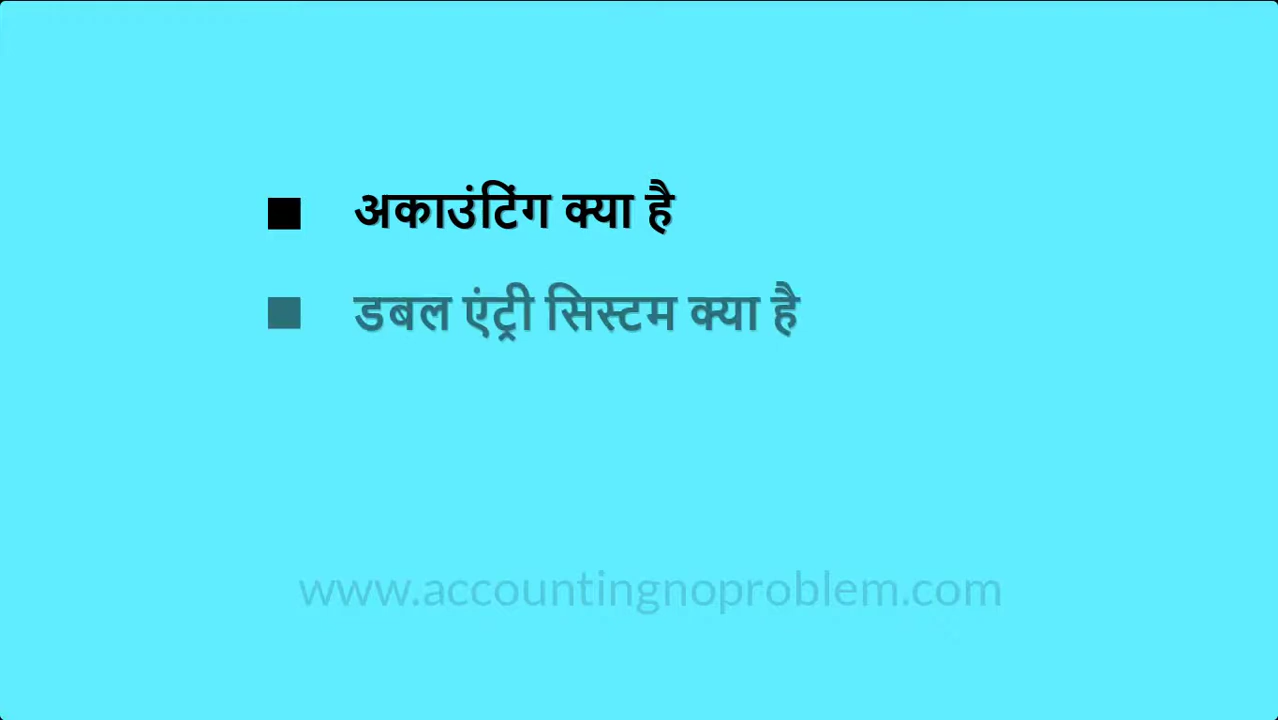 अकाउंटिंग क्या है
डबल एंट्री सिस्टम क्या है
www.accountingnoproblem.com